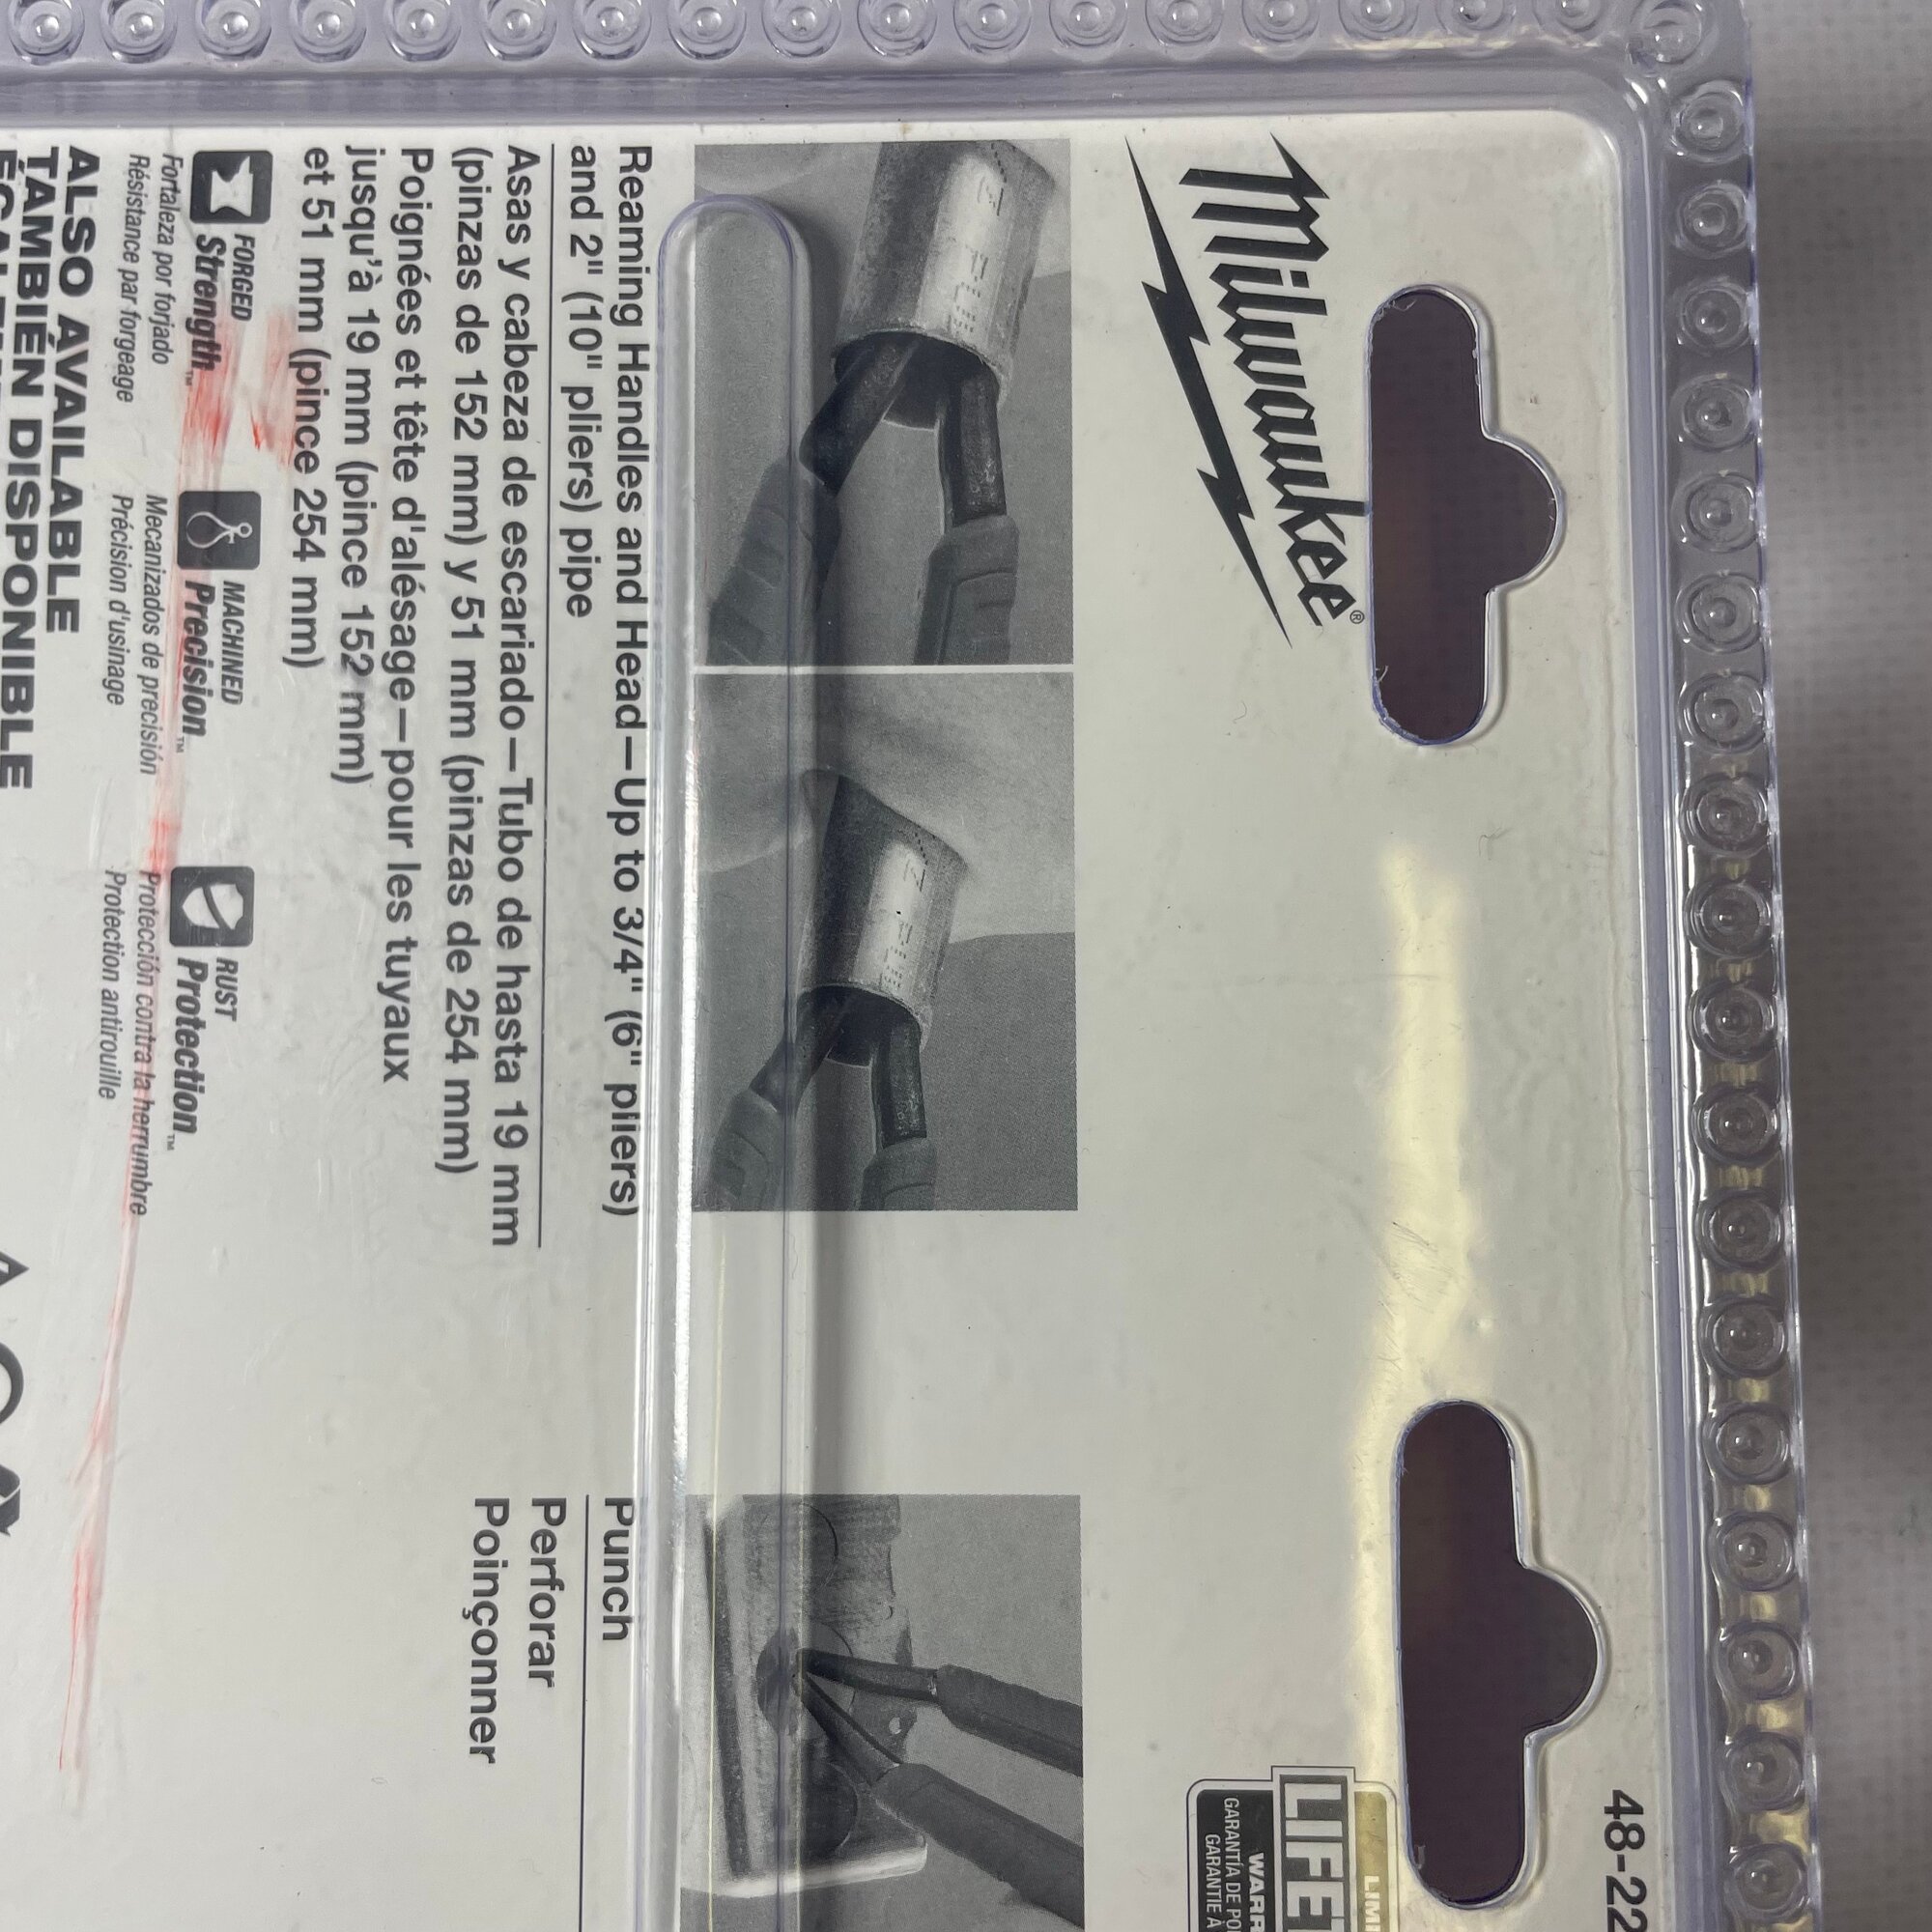 48-22
Milwaukee®
LIFE
GARANTÍA DE
GARANTIE À
Reaming Handles and Head—Up to 3/4" (6" pliers)
and 2" (10" pliers) pipe
Asas y cabeza de escariado—Tubo de hasta 19 mm
(pinzas de 152 mm) y 51 mm (pinzas de 254 mm)
Poignées et tête d'alésage—pour les tuyaux
jusqu'à 19 mm (pince 152 mm)
et 51 mm (pince 254 mm)
Punch
Perforar
Poinçonner
FORGED
Strength™
Fortaleza por forjado
Résistance par forgeage
MACHINED
Precision™
Mecanizados de precisión
Précision d'usinage
RUST
Protection™
Protección contra la herrumbre
Protection antirouille
ALSO AVAILABLE
TAMBIÉN DISPONIBLE